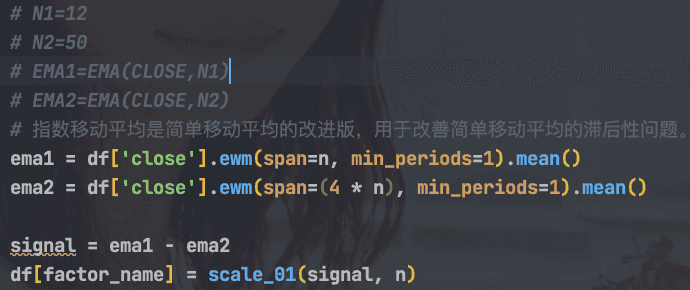 # N1=12
# N2=50
# EMA1=EMA(CLOSE,N1)
# EMA2=EMA(CLOSE,N2)
# 指数移动平均是简单移动平均的改进版，用于改善简单移动平均的滞后性问题。
ema1 = df['close'].ewm(span=n, min_periods=1).mean()
ema2 = df['close'].ewm(span=(4 * n), min_periods=1).mean()
signal = ema1 - ema2
df[factor_name] = scale_01(signal, n)